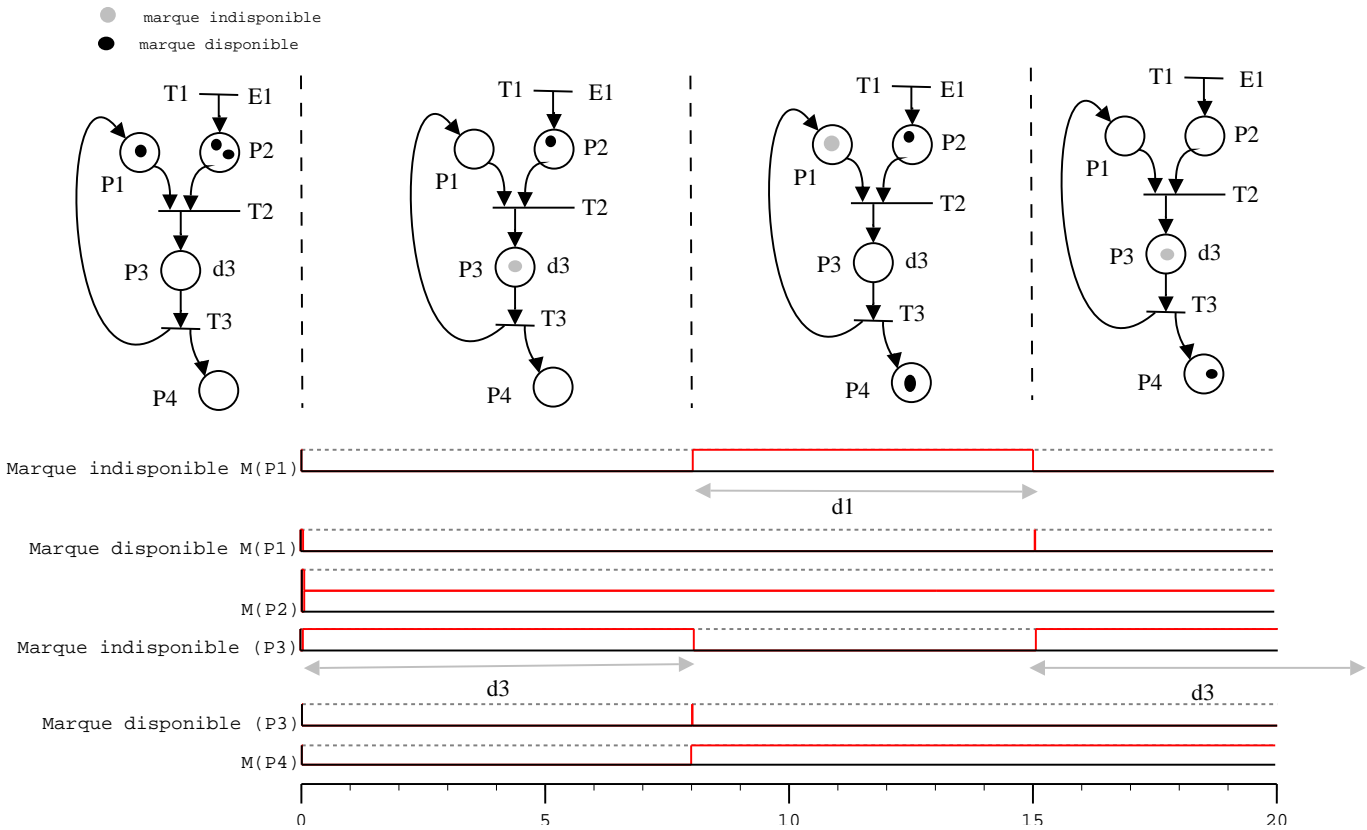 marque indisponible
marque disponible
T1 E1
P2
P1
T2
P3 d3
T3
P4
T1 E1
P2
P1
T2
P3 d3
T3
P4
T1 E1
P2
P1
T2
P3 d3
T3
P4
T1 E1
P2
P1
T2
P3 d3
T3
P4
Marque indisponible M(P1)
d1
Marque disponible M(P1)
M(P2)
Marque indisponible (P3)
d3 d3
Marque disponible (P3)
M(P4)
0 5 10 15 20